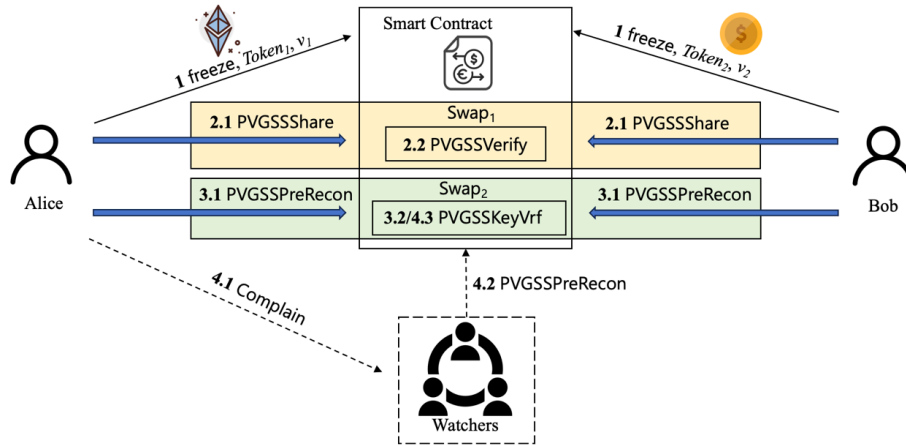 Smart Contract
1 freeze, Token₁, v₁
1 freeze, Token₂, v₂
$
€
$
Swap₁
2.1 PVGSSShare
2.2 PVGSSVerify
2.1 PVGSSShare
Alice
Bob
Swap₂
3.1 PVGSSPreRecon
3.2/4.3 PVGSSKeyVrf
3.1 PVGSSPreRecon
4.1 Complain
4.2 PVGSSPreRecon
Watchers